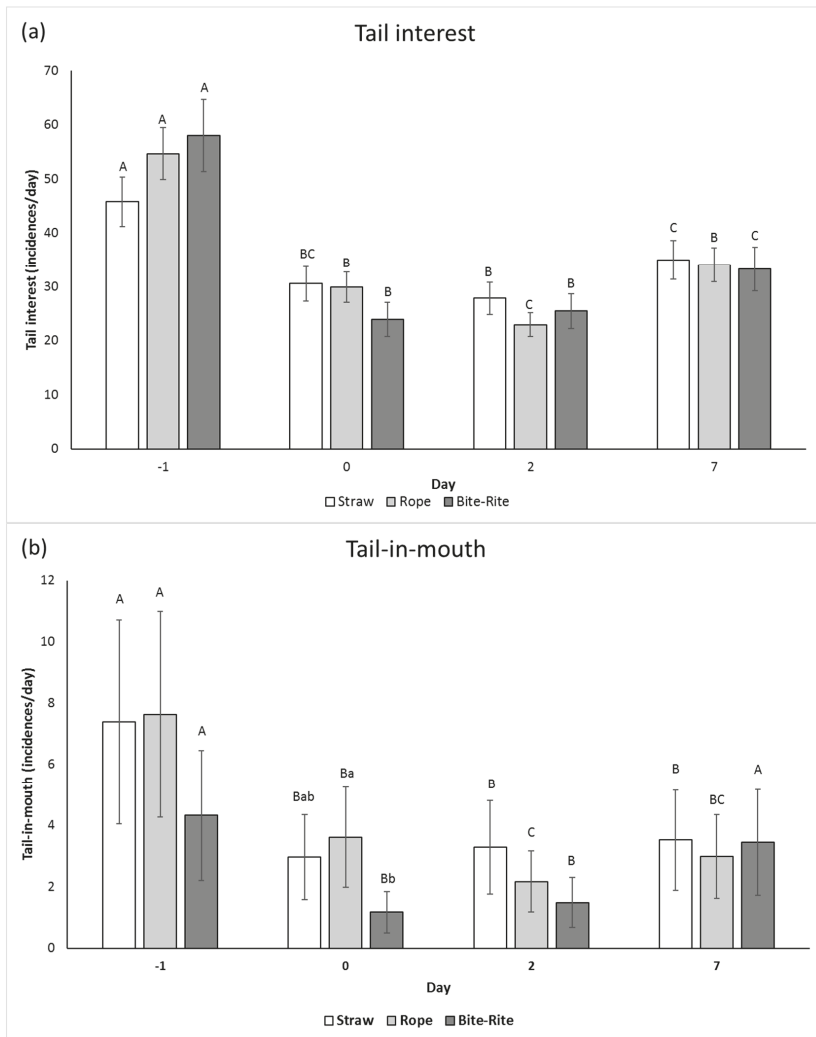 (a)
Tail interest
Tail interest (incidences/day)
70
60
50
40
30
20
10
0
A
A
A
BC
B
B
B
C
B
C
B
C
-1
0
2
7
Day
Straw
Rope
Bite-Rite
(b)
Tail-in-mouth
Tail-in-mouth (incidences/day)
12
10
8
6
4
2
0
A
A
A
Bab
Ba
Bb
B
C
B
B
BC
A
-1
0
2
7
Day
Straw
Rope
Bite-Rite